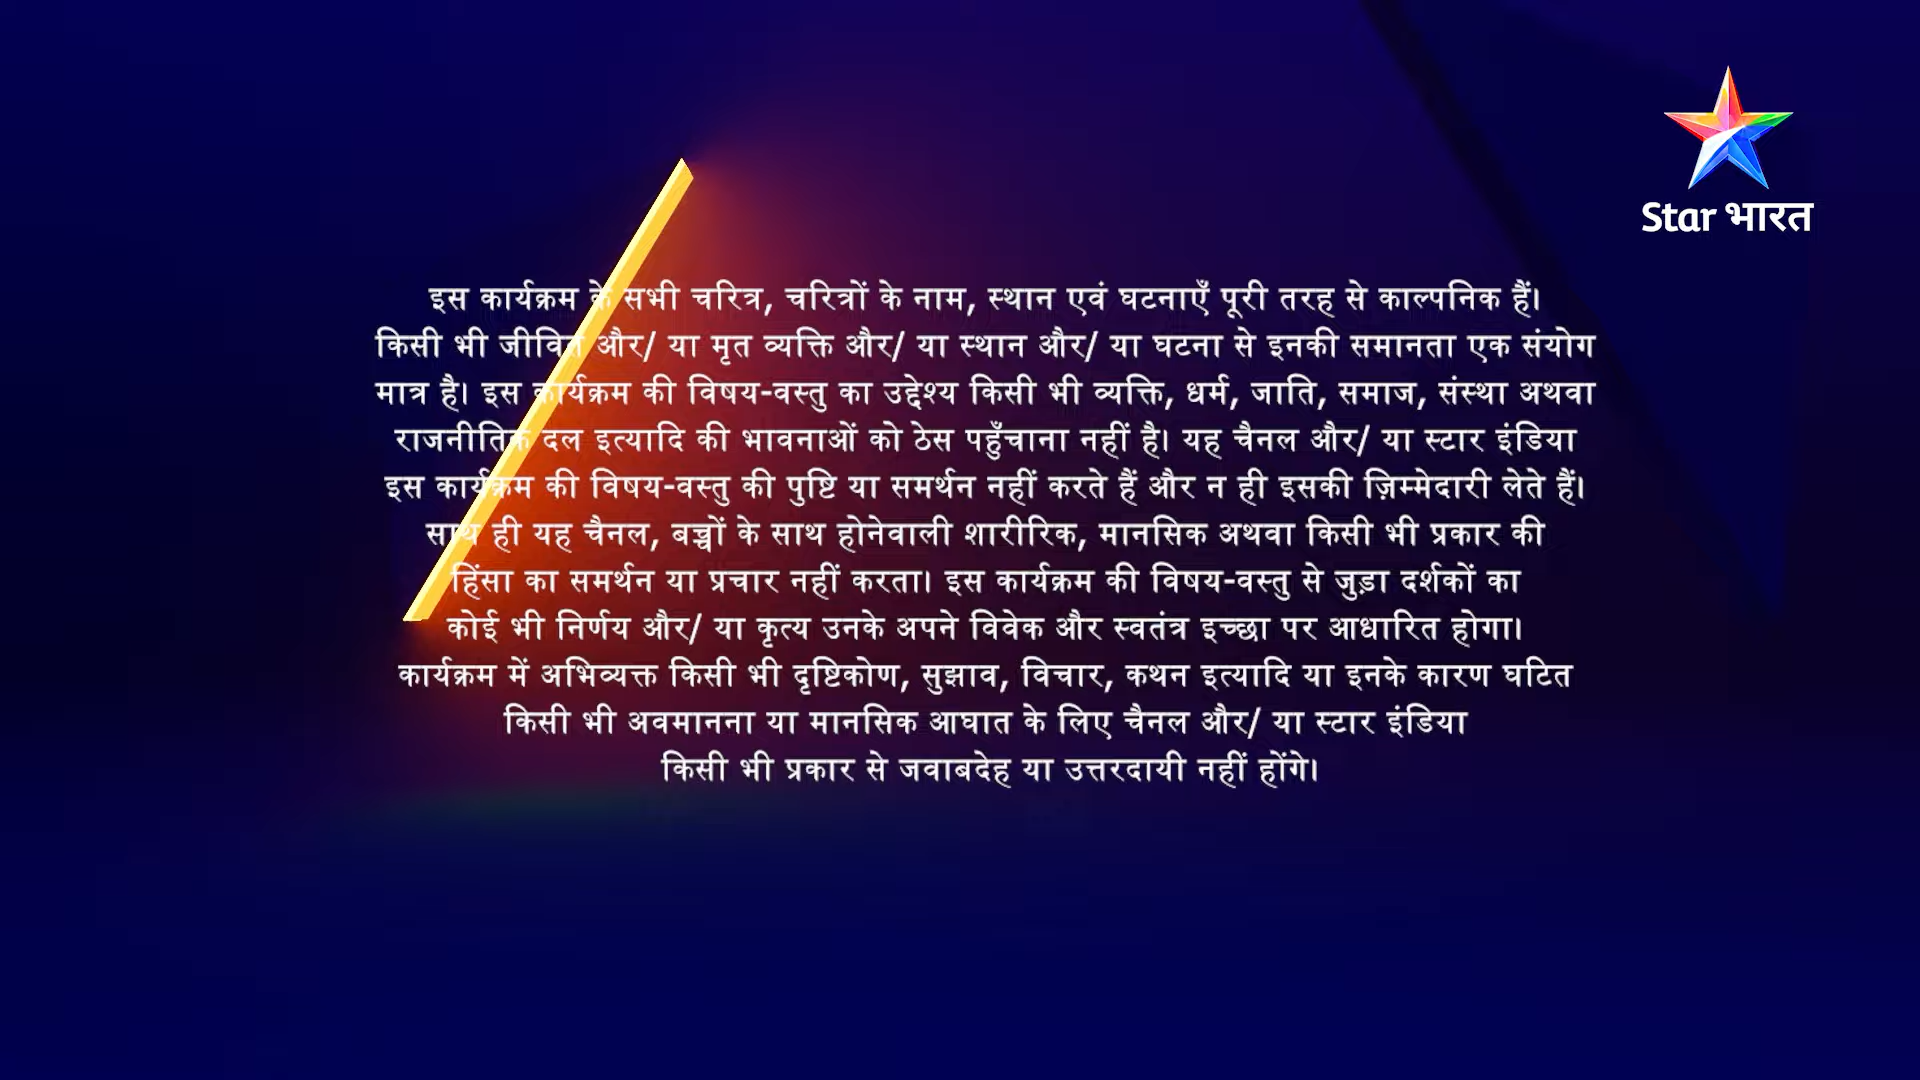 Star भारत
इस कार्यक्रम के सभी चरित्र, चरित्रों के नाम, स्थान एवं घटनाएँ पूरी तरह से काल्पनिक हैं।
किसी भी जीवित और/ या मृत व्यक्ति और/ या स्थान और/ या घटना से इनकी समानता एक संयोग
मात्र है। इस कार्यक्रम की विषय-वस्तु का उद्देश्य किसी भी व्यक्ति, धर्म, जाति, समाज, संस्था अथवा
राजनीतिक दल इत्यादि की भावनाओं को ठेस पहुँचाना नहीं है। यह चैनल और/ या स्टार इंडिया
इस कार्यक्रम की विषय-वस्तु की पुष्टि या समर्थन नहीं करते हैं और न ही इसकी ज़िम्मेदारी लेते हैं।
साथ ही यह चैनल, बच्चों के साथ होनेवाली शारीरिक, मानसिक अथवा किसी भी प्रकार की
हिंसा का समर्थन या प्रचार नहीं करता। इस कार्यक्रम की विषय-वस्तु से जुड़ा दर्शकों का
कोई भी निर्णय और/ या कृत्य उनके अपने विवेक और स्वतंत्र इच्छा पर आधारित होगा।
कार्यक्रम में अभिव्यक्त किसी भी दृष्टिकोण, सुझाव, विचार, कथन इत्यादि या इनके कारण घटित
किसी भी अवमानना या मानसिक आघात के लिए चैनल और/ या स्टार इंडिया
किसी भी प्रकार से जवाबदेह या उत्तरदायी नहीं होंगे।